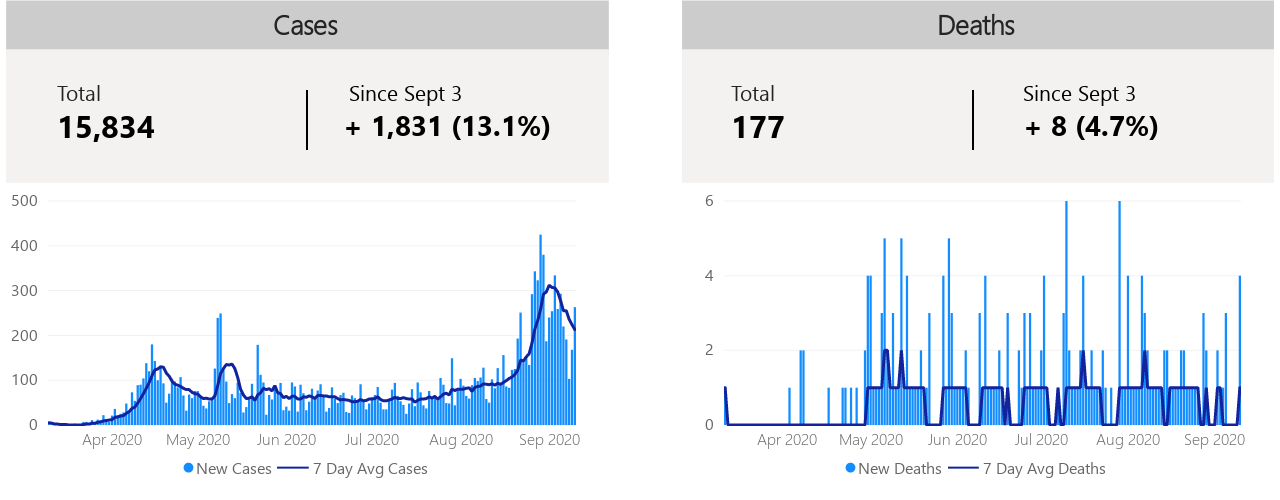 Cases
Total
Since Sept 3
15,834
+ 1,831 (13.1%)
500
400
300
200
100
0
Apr 2020 May 2020 Jun 2020 Jul 2020 Aug 2020 Sep 2020
New Cases 7 Day Avg Cases
Deaths
Total
Since Sept 3
177
+ 8 (4.7%)
6
4
2
0
Apr 2020 May 2020 Jun 2020 Jul 2020 Aug 2020 Sep 2020
New Deaths 7 Day Avg Deaths